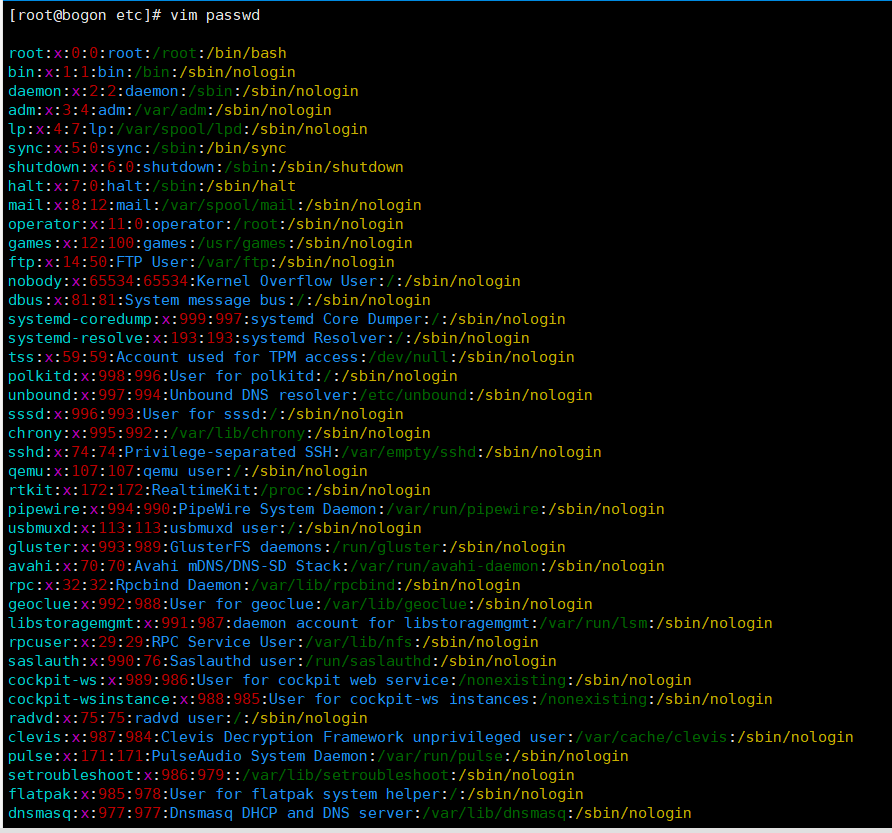 [root@bogon etc]# vim passwd
root:x:0:0:root:/root:/bin/bash
bin:x:1:1:bin:/bin:/sbin/nologin
daemon:x:2:2:daemon:/sbin:/sbin/nologin
adm:x:3:4:adm:/var/adm:/sbin/nologin
lp:x:4:7:lp:/var/spool/lpd:/sbin/nologin
sync:x:5:0:sync:/sbin:/bin/sync
shutdown:x:6:0:shutdown:/sbin:/sbin/shutdown
halt:x:7:0:halt:/sbin:/sbin/halt
mail:x:8:12:mail:/var/spool/mail:/sbin/nologin
operator:x:11:0:operator:/root:/sbin/nologin
games:x:12:100:games:/usr/games:/sbin/nologin
ftp:x:14:50:FTP User:/var/ftp:/sbin/nologin
nobody:x:65534:65534:Kernel Overflow User:/:/sbin/nologin
dbus:x:81:81:System message bus:/:/sbin/nologin
systemd-coredump:x:999:997:systemd Core Dumper:/:/sbin/nologin
systemd-resolve:x:193:193:systemd Resolver:/:/sbin/nologin
tss:x:59:59:Account used for TPM access:/dev/null:/sbin/nologin
polkitd:x:998:996:User for polkitd:/:/sbin/nologin
unbound:x:997:994:Unbound DNS resolver:/etc/unbound:/sbin/nologin
sssd:x:996:993:User for sssd:/:/sbin/nologin
chrony:x:995:992::/var/lib/chrony:/sbin/nologin
sshd:x:74:74:Privilege-separated SSH:/var/empty/sshd:/sbin/nologin
qemu:x:107:107:qemu user:/:/sbin/nologin
rtkit:x:172:172:RealtimeKit:/proc:/sbin/nologin
pipewire:x:994:990:PipeWire System Daemon:/var/run/pipewire:/sbin/nologin
usbmuxd:x:113:113:usbmuxd user:/:/sbin/nologin
gluster:x:993:989:GlusterFS daemons:/run/gluster:/sbin/nologin
avahi:x:70:70:Avahi mDNS/DNS-SD Stack:/var/run/avahi-daemon:/sbin/nologin
rpc:x:32:32:Rpcbind Daemon:/var/lib/rpcbind:/sbin/nologin
geoclue:x:992:988:User for geoclue:/var/lib/geoclue:/sbin/nologin
libstoragemgmt:x:991:987:daemon account for libstoragemgmt:/var/run/lsm:/sbin/nologin
rpcuser:x:29:29:RPC Service User:/var/lib/nfs:/sbin/nologin
saslauth:x:990:76:Saslauthd user:/run/saslauthd:/sbin/nologin
cockpit-ws:x:989:986:User for cockpit web service:/nonexisting:/sbin/nologin
cockpit-wsinstance:x:988:985:User for cockpit-ws instances:/nonexisting:/sbin/nologin
radvd:x:75:75:radvd user:/:/sbin/nologin
clevis:x:987:984:Clevis Decryption Framework unprivileged user:/var/cache/clevis:/sbin/nologin
pulse:x:171:171:PulseAudio System Daemon:/var/run/pulse:/sbin/nologin
setroubleshoot:x:986:979::/var/lib/setroubleshoot:/sbin/nologin
flatpak:x:985:978:User for flatpak system helper:/:/sbin/nologin
dnsmasq:x:977:977:Dnsmasq DHCP and DNS server:/var/lib/dnsmasq:/sbin/nologin